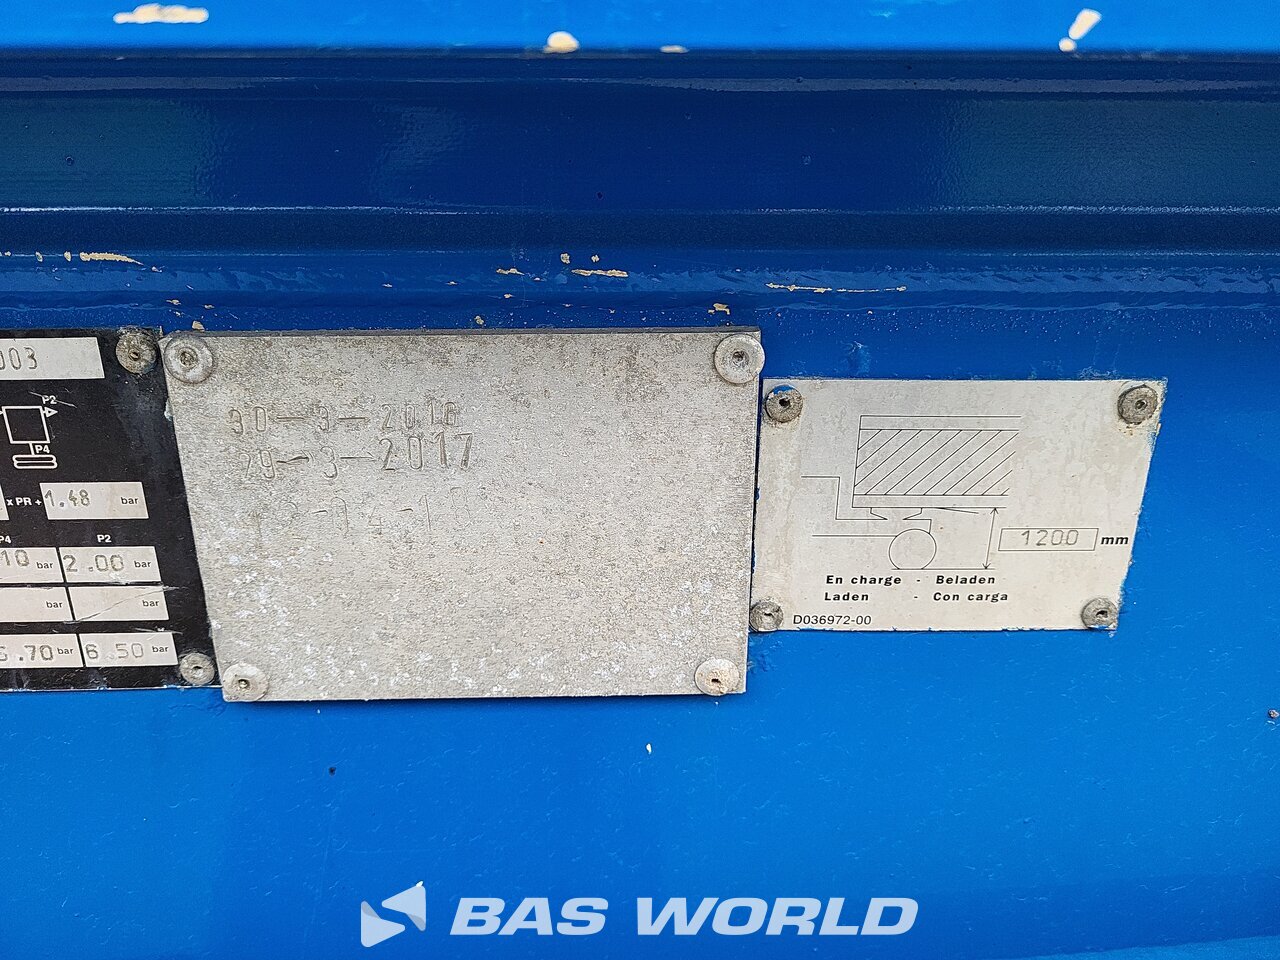 003
P2
P4
x PR + 1.48 bar
P4 P2
10 bar 2.00 bar
bar bar
6.70 bar 6.50 bar
30-3-2016
29-3-2017
1200 mm
En charge - Beladen
Laden - Con carga
D036972-00
BAS WORLD